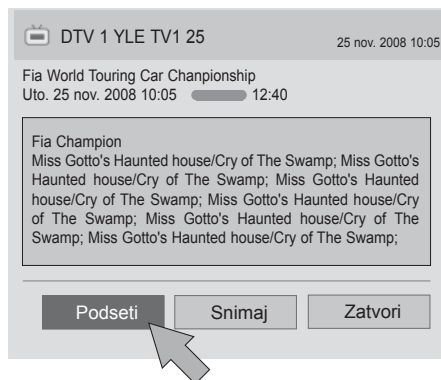 DTV 1 YLE TV1 25
25 nov. 2008 10:05
Fia World Touring Car Chanpionship
Uto. 25 nov. 2008 10:05 12:40
Fia Champion
Miss Gotto's Haunted house/Cry of The Swamp; Miss Gotto's
Haunted house/Cry of The Swamp; Miss Gotto's Haunted
house/Cry of The Swamp; Miss Gotto's Haunted house/Cry
of The Swamp; Miss Gotto's Haunted house/Cry of The
Swamp; Miss Gotto's Haunted house/Cry of The Swamp;
Podseti
Snimaj
Zatvori